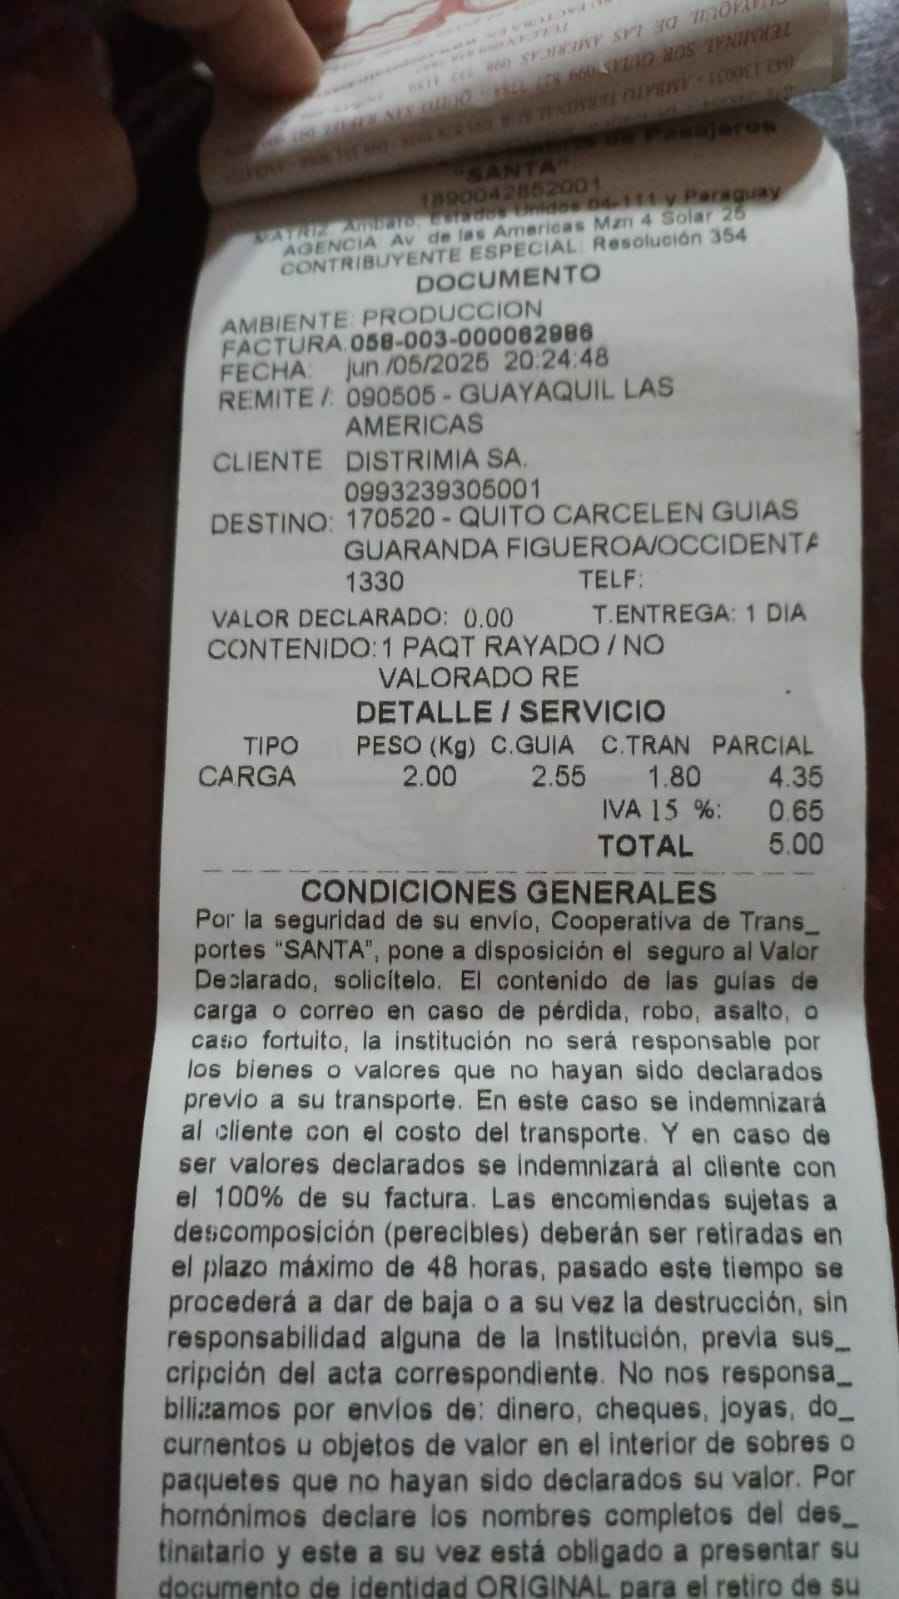 TERMINAL SUR GUIAS 099
de Pasajeros
"SANTA"
1890042852001
MATRIZ: Ambato, Estados Unidos 04-111 y Paraguay
AGENCIA: Av de las Americas Mzn 4 Solar 25
CONTRIBUYENTE ESPECIAL: Resolución 354
DOCUMENTO
AMBIENTE: PRODUCCION
FACTURA: 058-003-000062986
FECHA: jun /05/2025 20:24:48
REMITE /: 090505 - GUAYAQUIL LAS
AMERICAS
CLIENTE DISTRIMIA SA.
0993239305001
DESTINO: 170520 - QUITO CARCELEN GUIAS
GUARANDA FIGUEROA/OCCIDENTA
1330 TELF:
VALOR DECLARADO: 0.00 T.ENTREGA: 1 DIA
CONTENIDO: 1 PAQT RAYADO / NO
VALORADO RE
DETALLE / SERVICIO
TIPO PESO (Kg) C.GUIA C.TRAN PARCIAL
CARGA 2.00 2.55 1.80 4.35
IVA 15 %: 0.65
TOTAL 5.00
CONDICIONES GENERALES
Por la seguridad de su envío, Cooperativa de Trans_
portes "SANTA", pone a disposición el seguro al Valor
Declarado, solicítelo. El contenido de las guías de
carga o correo en caso de pérdida, robo, asalto, o
caso fortuito, la institución no será responsable por
los bienes o valores que no hayan sido declarados
previo a su transporte. En este caso se indemnizará
al cliente con el costo del transporte. Y en caso de
ser valores declarados se indemnizará al cliente con
el 100% de su factura. Las encomiendas sujetas a
descomposición (perecibles) deberán ser retiradas en
el plazo máximo de 48 horas, pasado este tiempo se
procederá a dar de baja o a su vez la destrucción, sin
responsabilidad alguna de la Institución, previa sus_
cripción del acta correspondiente. No nos responsa_
bilizamos por envíos de: dinero, cheques, joyas, do_
cumentos u objetos de valor en el interior de sobres o
paquetes que no hayan sido declarados su valor. Por
homónimos declare los nombres completos del des_
tinatario y este a su vez está obligado a presentar su
documento de identidad ORIGINAL para el retiro de su